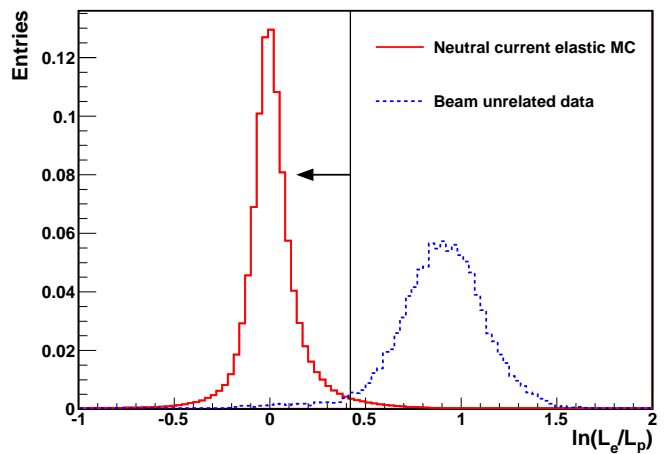 Entries
0.12
0.1
0.08
0.06
0.04
0.02
0
Neutral current elastic MC
Beam unrelated data
-1 -0.5 0 0.5 1 1.5 2
ln(L_e/L_p)